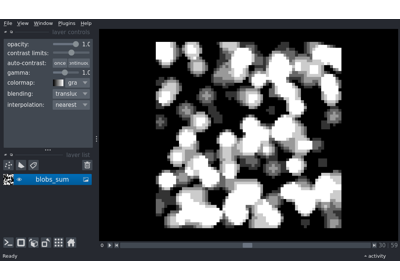 File View Window Plugins Help
layer controls
opacity: 1.0
contrast limits:
auto-contrast: once
gamma: 1.0
colormap: gra
blending: translu
interpolation: nearest
layer list
blobs_sum
0 30 59
Ready activity